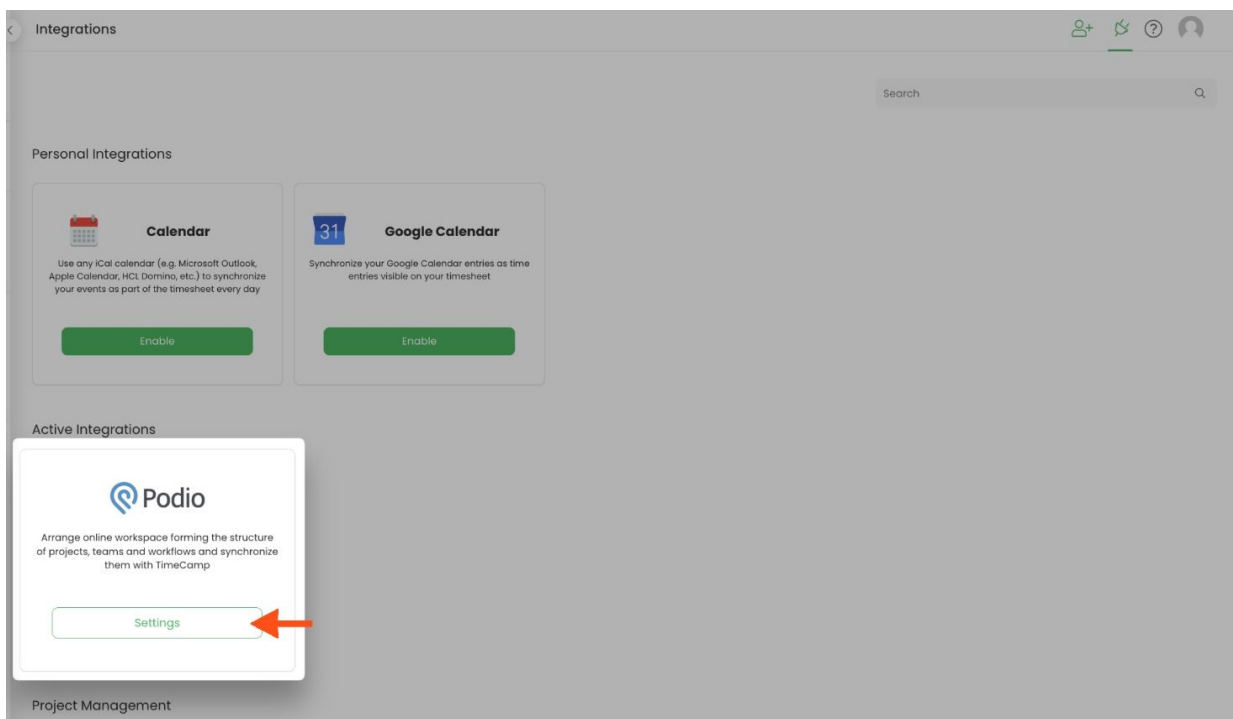 Integrations
Search
Personal Integrations
Calendar
Use any iCal calendar (e.g. Microsoft Outlook,
Apple Calendar, HCL Domino, etc.) to synchronize
your events as part of the timesheet every day
Enable
31
Google Calendar
Synchronize your Google Calendar entries as time
entries visible on your timesheet
Enable
Active Integrations
Podio
Arrange online workspace forming the structure
of projects, teams and workflows and synchronize
them with TimeCamp
Settings
Project Management